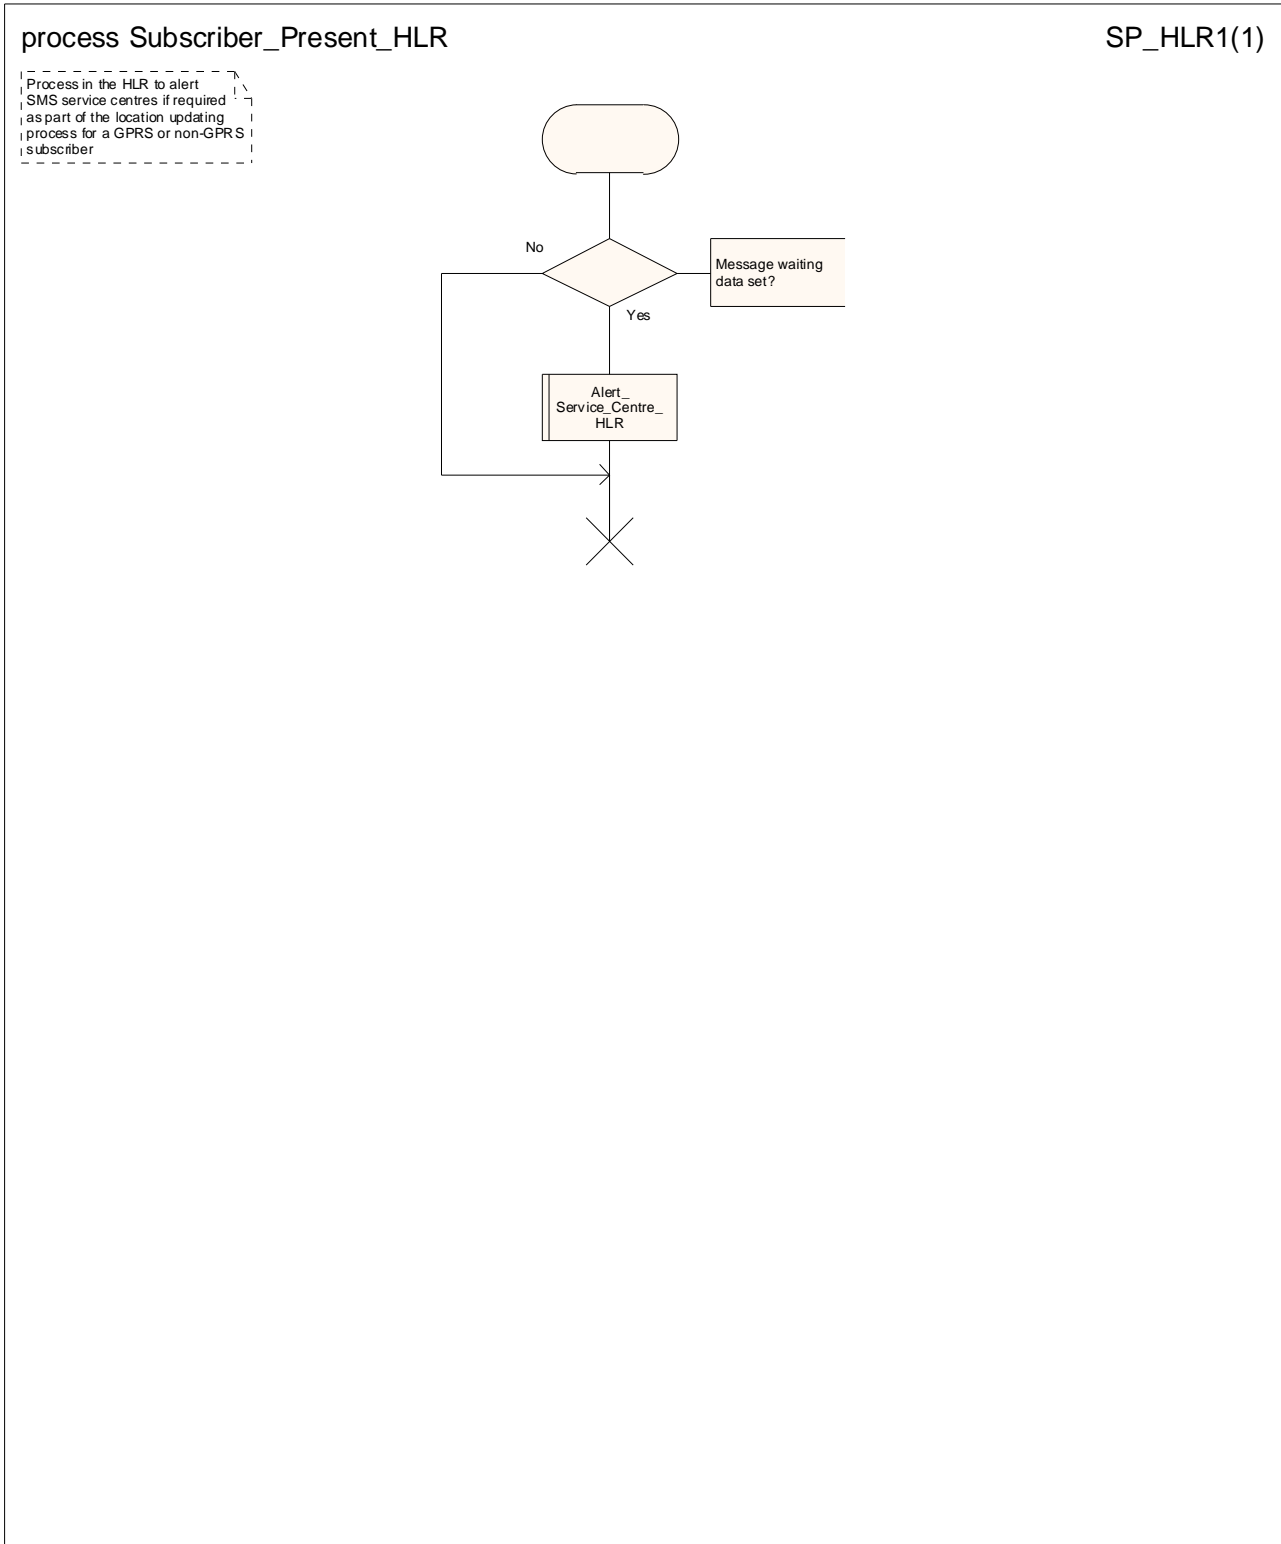 process Subscriber_Present_HLR
SP_HLR1(1)
Process in the HLR to alert
SMS service centres if required
as part of the location updating
process for a GPRS or non-GPRS
subscriber
No
Message waiting
data set?
Yes
Alert_
Service_Centre_
HLR